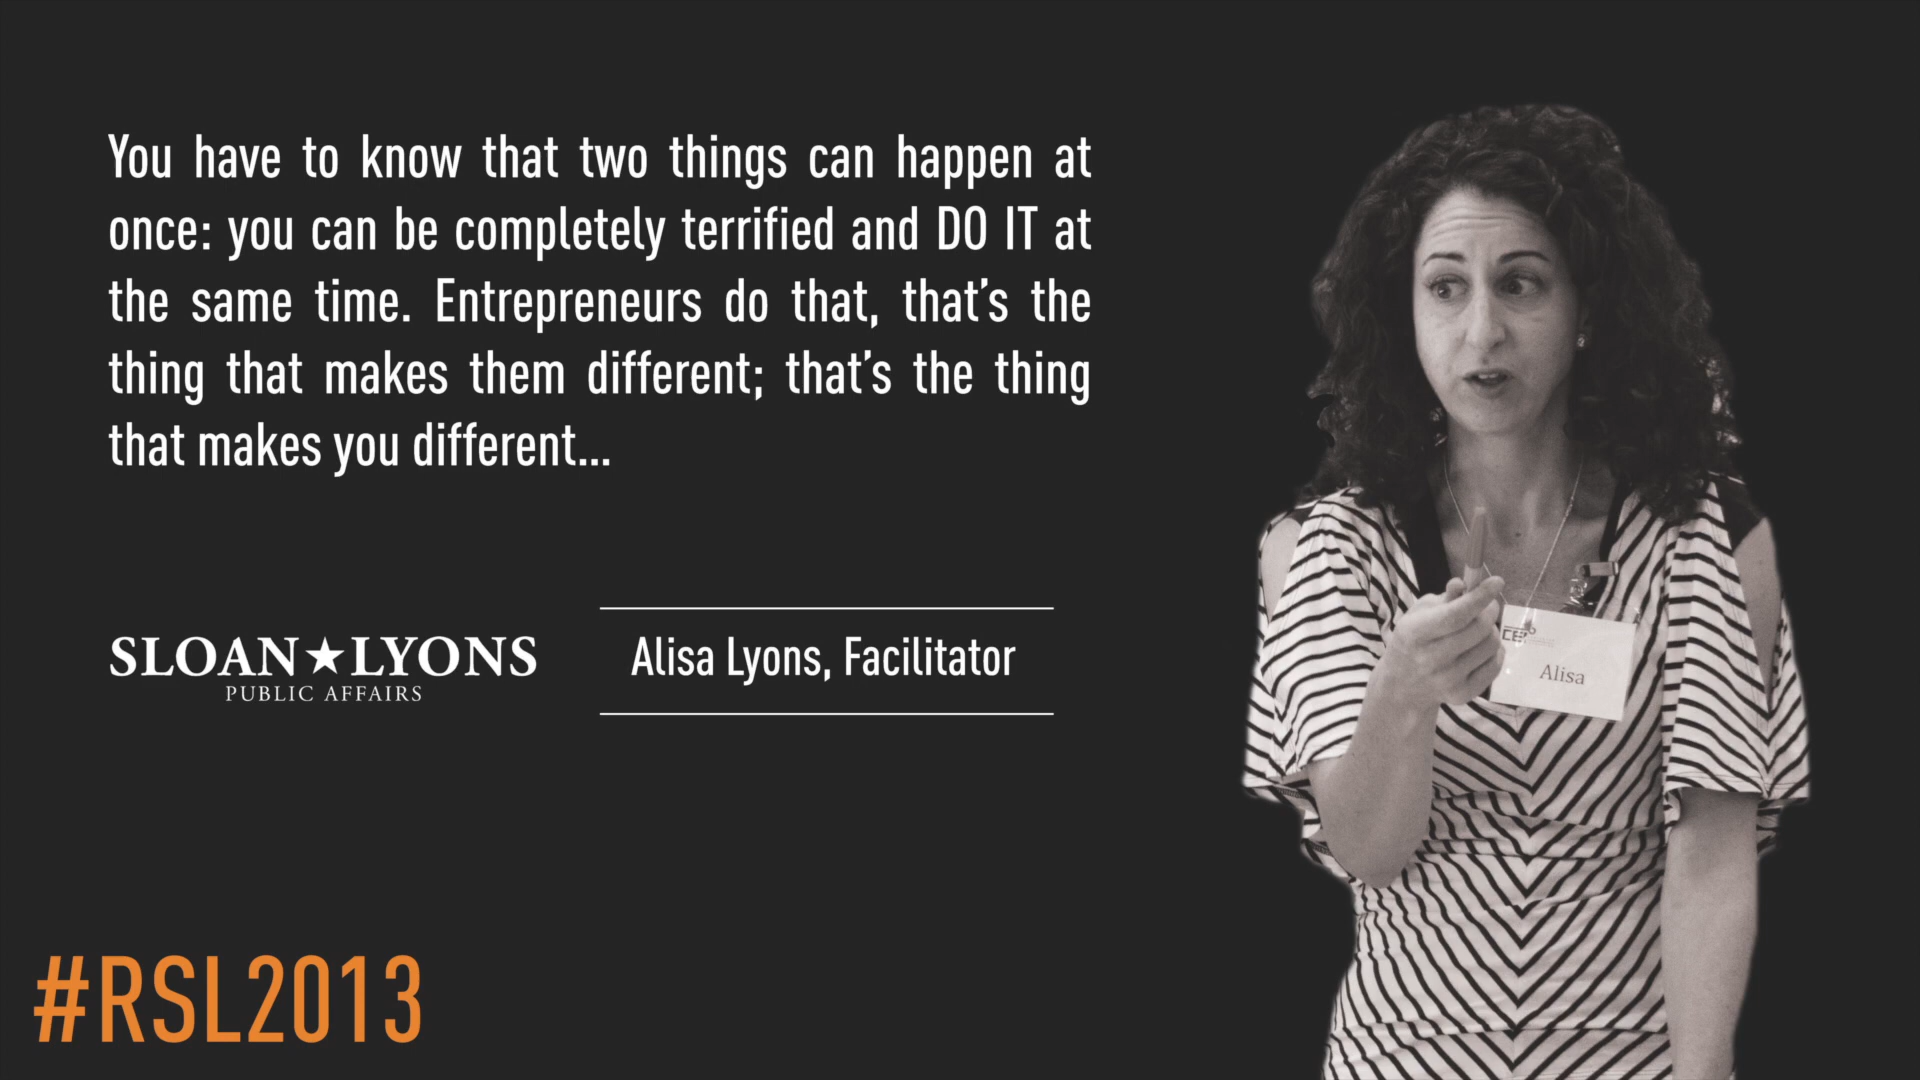 You have to know that two things can happen at
once: you can be completely terrified and DO IT at
the same time. Entrepreneurs do that, that's the
thing that makes them different; that's the thing
that makes you different...
SLOAN★LYONS
PUBLIC AFFAIRS
Alisa Lyons, Facilitator
Alisa
#RSL2013